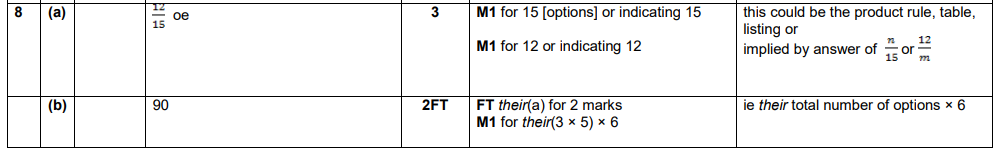 8 (a) 12/15 oe 3 M1 for 15 [options] or indicating 15 this could be the product rule, table,
listing or
M1 for 12 or indicating 12 implied by answer of n/15 or 12/m
(b) 90 2FT FT their(a) for 2 marks ie their total number of options × 6
M1 for their(3 × 5) × 6